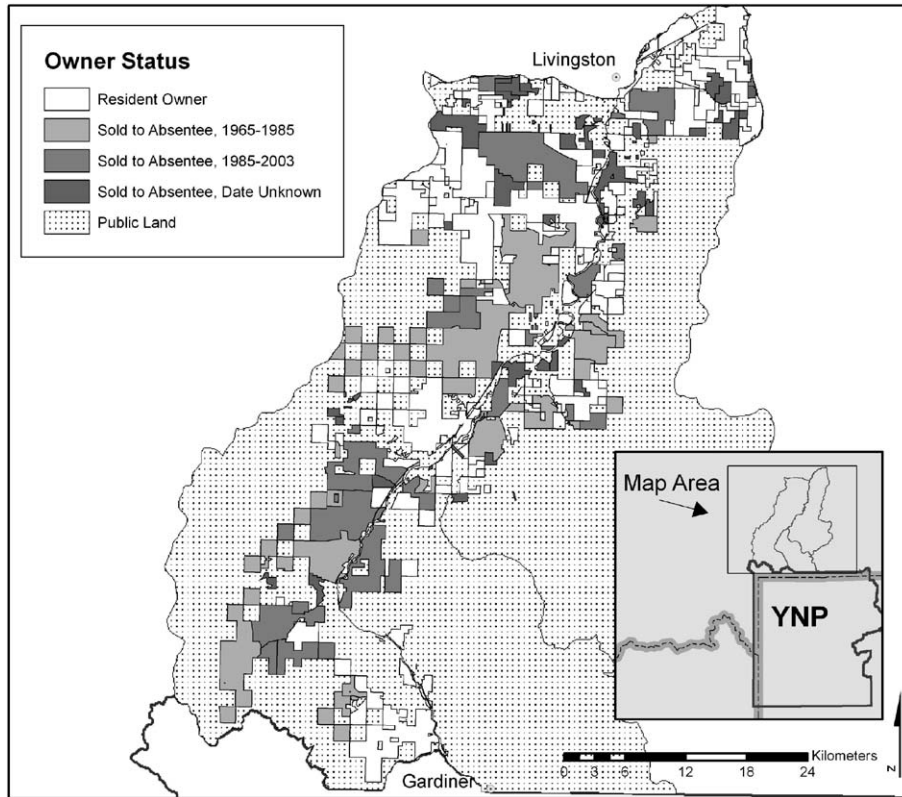 Owner Status
Resident Owner
Sold to Absentee, 1965-1985
Sold to Absentee, 1985-2003
Sold to Absentee, Date Unknown
Public Land
Livingston
Map Area
YNP
Kilometers
0 3 6 12 18 24
Gardiner
N